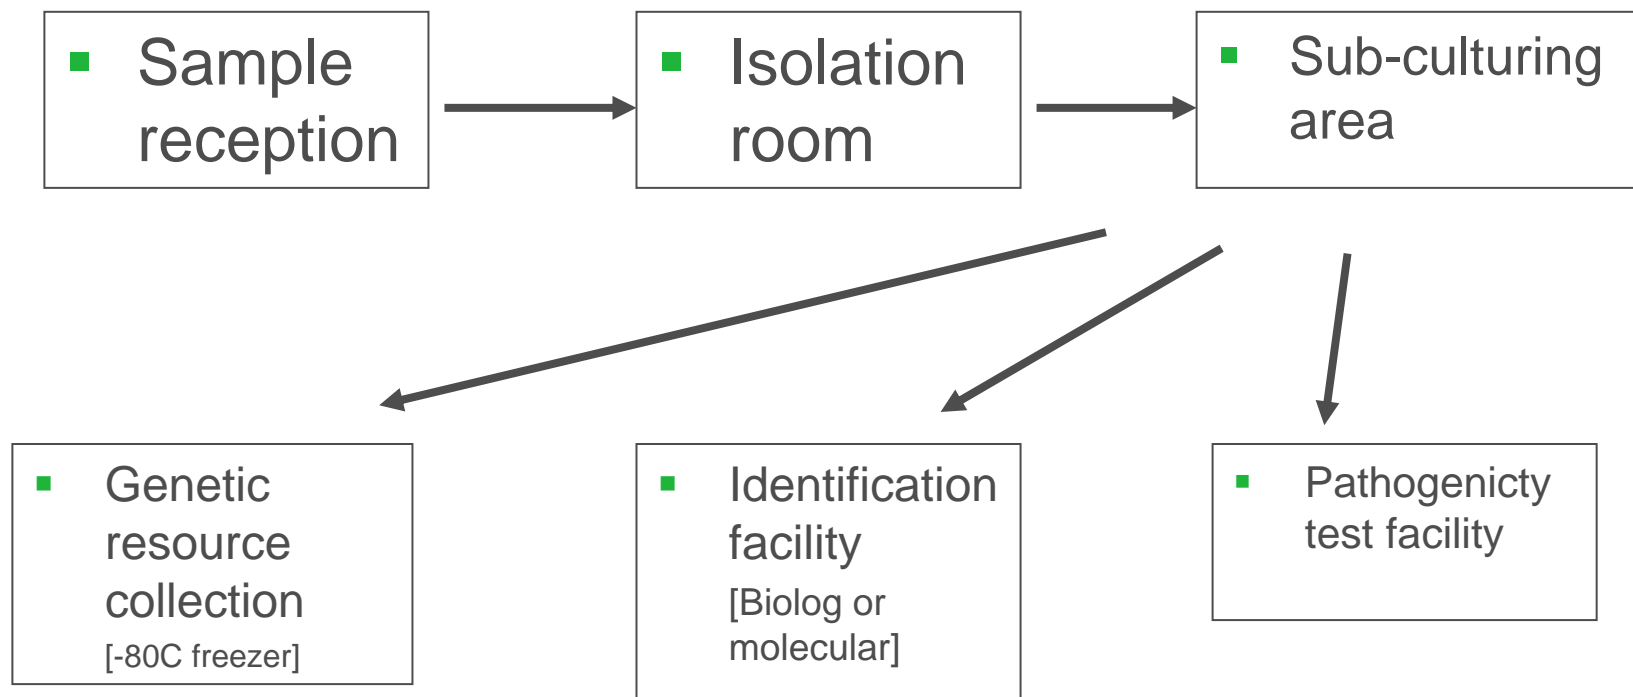 Sample
reception
Isolation
room
Sub-culturing
area
Genetic
resource
collection
[-80C freezer]
Identification
facility
[Biolog or
molecular]
Pathogenicty
test facility